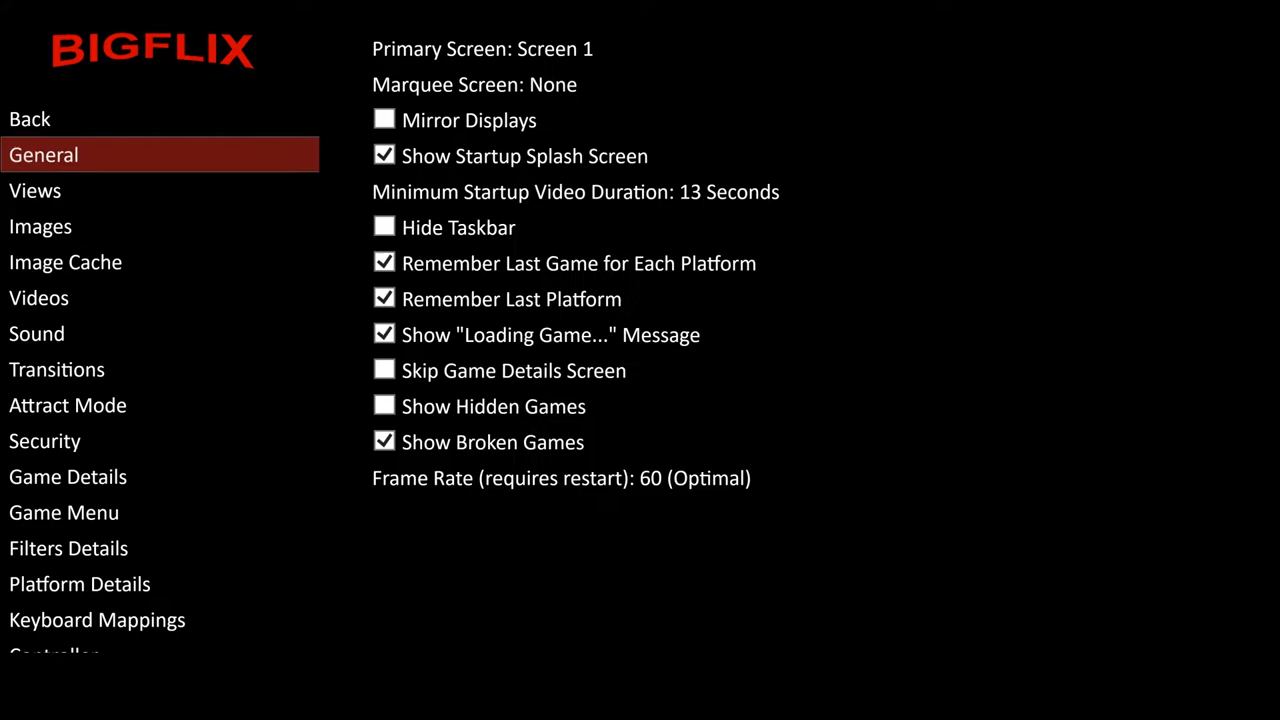 BIGFLIX
Back
General
Views
Images
Image Cache
Videos
Sound
Transitions
Attract Mode
Security
Game Details
Game Menu
Filters Details
Platform Details
Keyboard Mappings
Controller
Primary Screen: Screen 1
Marquee Screen: None
Mirror Displays
Show Startup Splash Screen
Minimum Startup Video Duration: 13 Seconds
Hide Taskbar
Remember Last Game for Each Platform
Remember Last Platform
Show "Loading Game..." Message
Skip Game Details Screen
Show Hidden Games
Show Broken Games
Frame Rate (requires restart): 60 (Optimal)